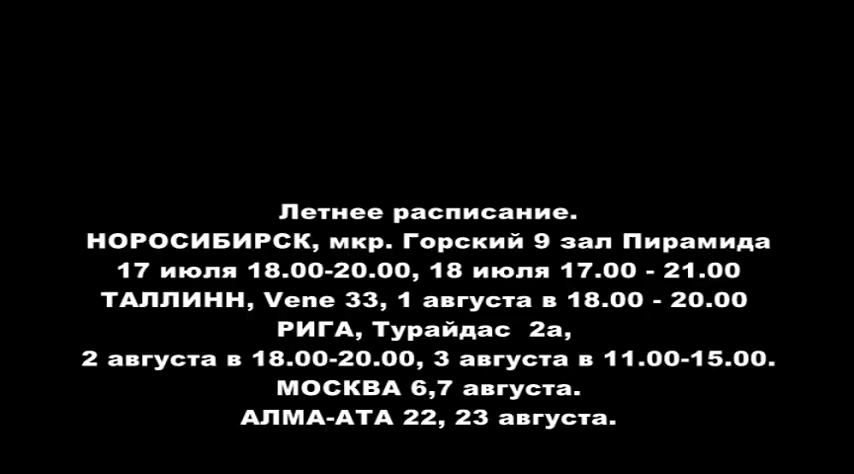 Летнее расписание.
НОРОСИБИРСК, мкр. Горский 9 зал Пирамида
17 июля 18.00-20.00, 18 июля 17.00 - 21.00
ТАЛЛИНН, Vene 33, 1 августа в 18.00 - 20.00
РИГА, Турайдас 2а,
2 августа в 18.00-20.00, 3 августа в 11.00-15.00.
МОСКВА 6,7 августа.
АЛМА-АТА 22, 23 августа.